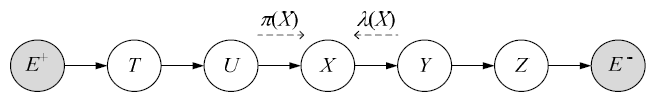 π(X) λ(X)
E⁺ T U X Y Z E⁻